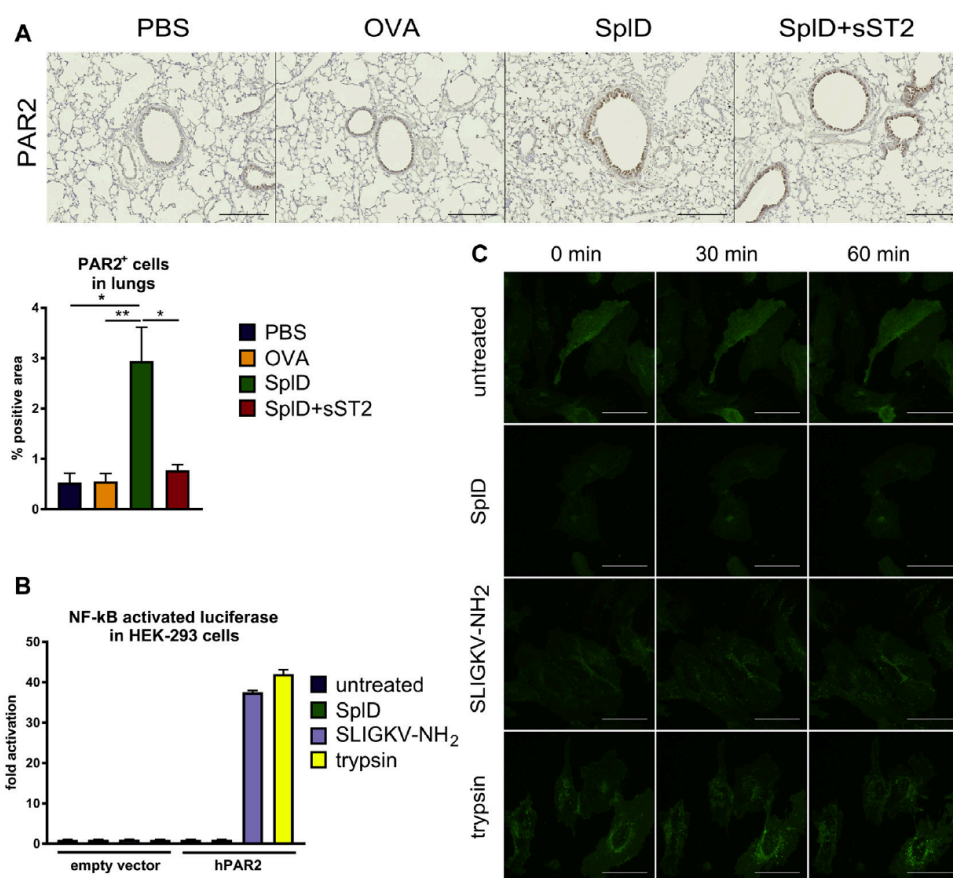 A
PBS
OVA
SplD
SplD+sST2
PAR2
PAR2+ cells
in lungs
*
**
*
4
3
2
1
0
% positive area
PBS
OVA
SplD
SplD+sST2
B
NF-kB activated luciferase
in HEK-293 cells
50
40
30
20
10
0
fold activation
empty vector
hPAR2
untreated
SplD
SLIGKV-NH2
trypsin
C
0 min
30 min
60 min
untreated
SplD
SLIGKV-NH2
trypsin